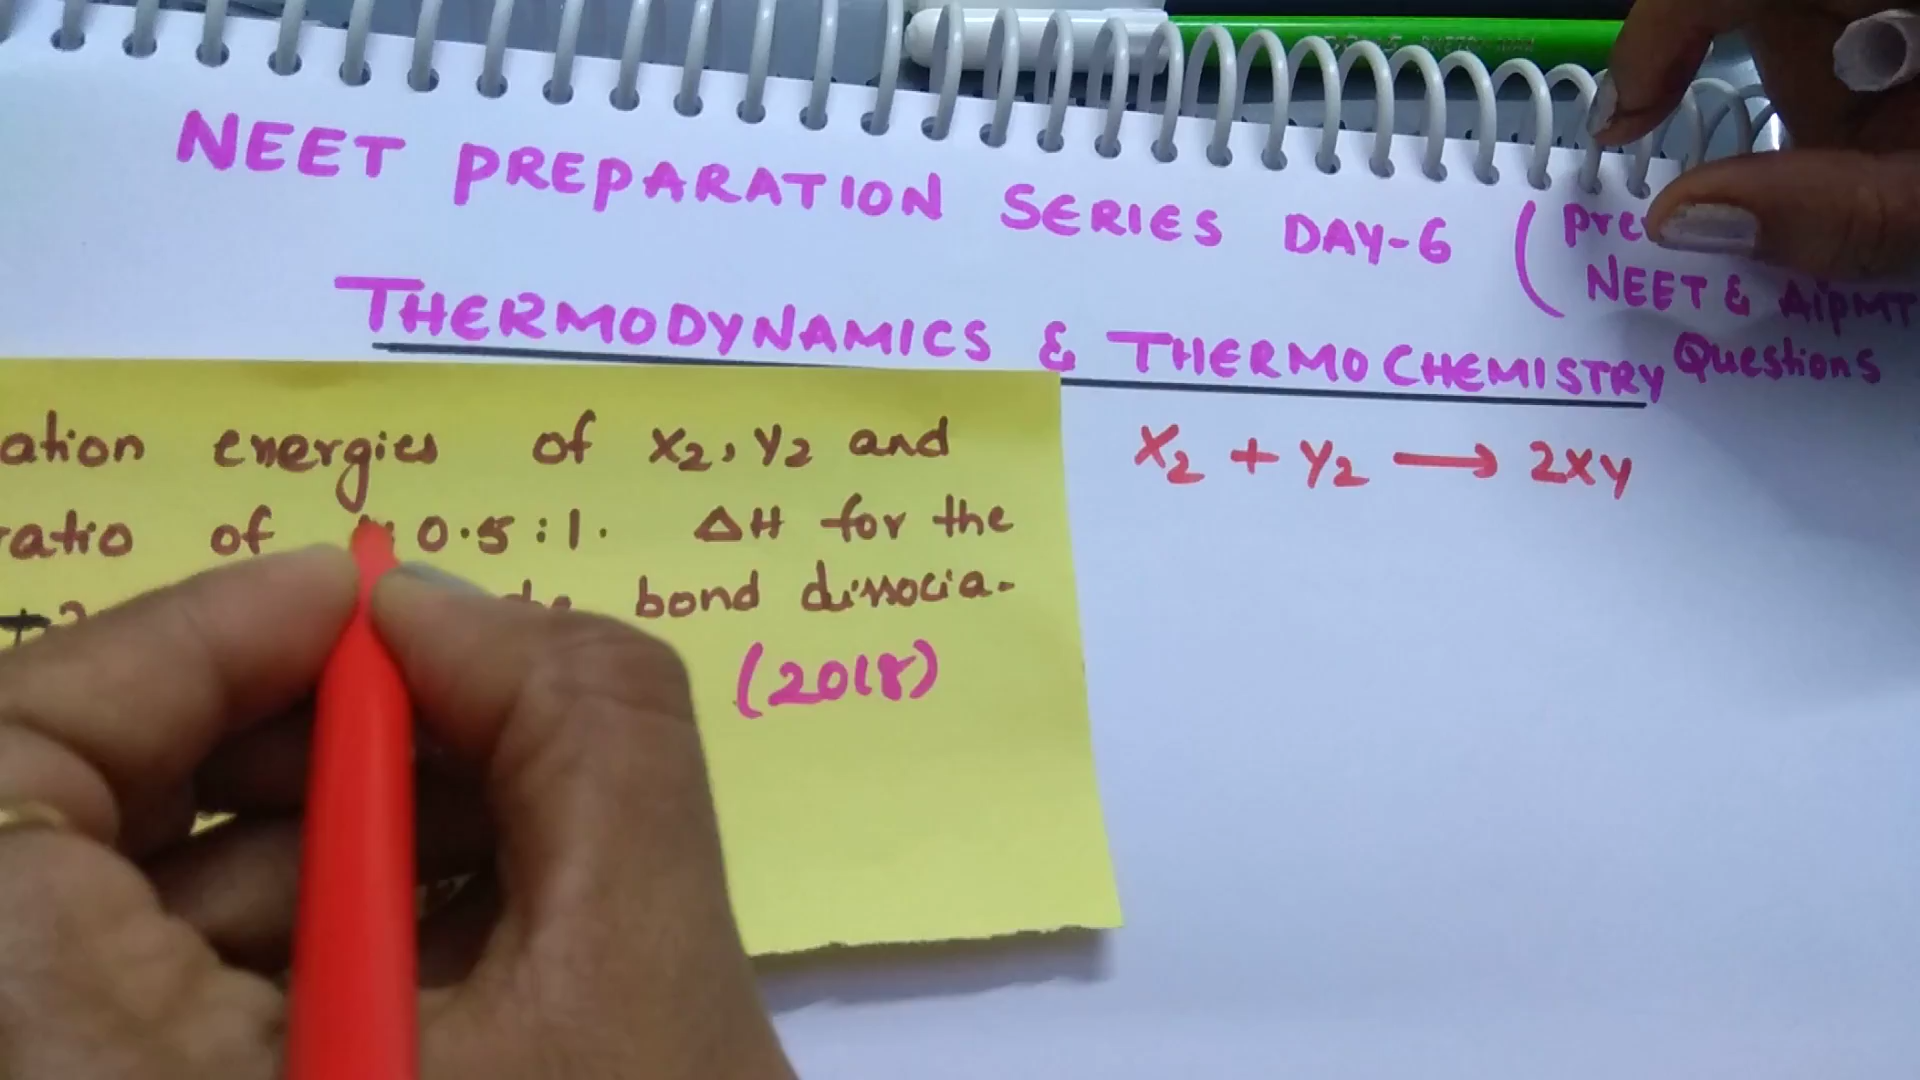 NEET PREPARATION SERIES DAY-6
NEET & AIPMT
Questions
THERMODYNAMICS & THERMOCHEMISTRY
ation energies of X2, Y2 and
ratio of 0.5:1. ΔH for the
bond dissocia-
(2018)
X2 + Y2 → 2XY